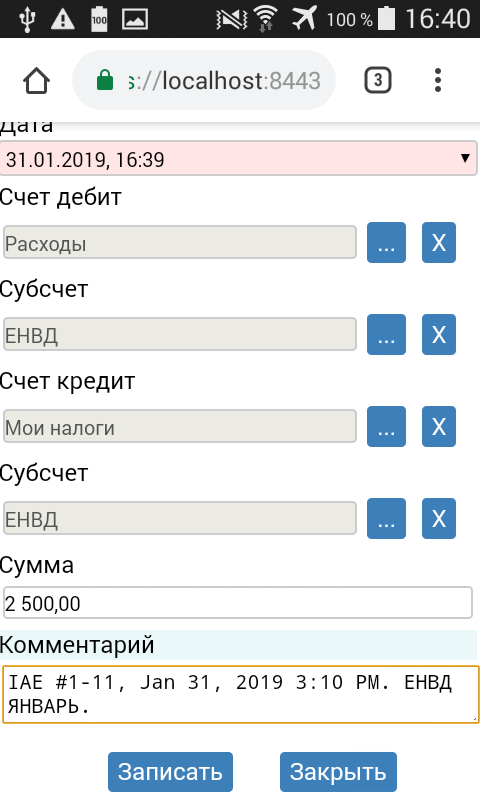 100 100 % 16:40
s://localhost:8443 3
Дата
31.01.2019, 16:39
Счет дебит
Расходы ... X
Субсчет
ЕНВД ... X
Счет кредит
Мои налоги ... X
Субсчет
ЕНВД ... X
Сумма
2 500,00
Комментарий
IAE #1-11, Jan 31, 2019 3:10 PM. ЕНВД
ЯНВАРЬ.
Записать Закрыть